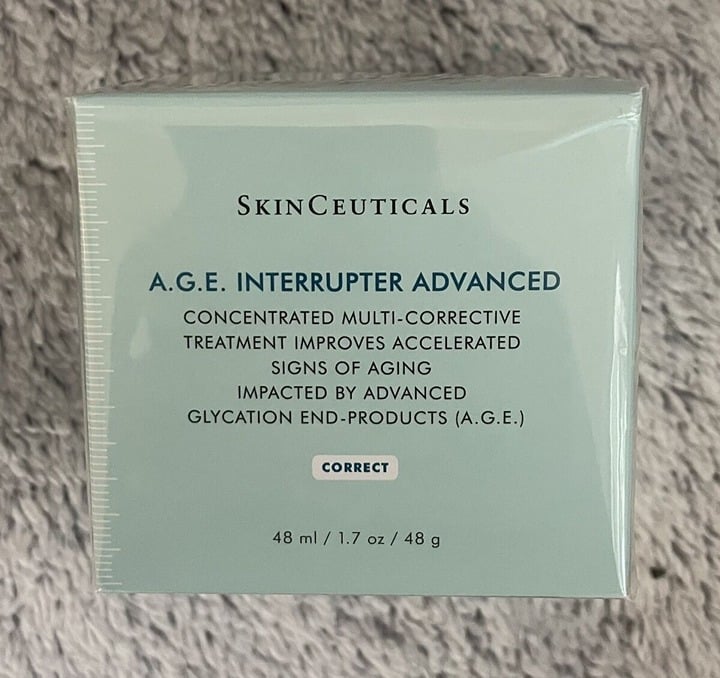 SKINCEUTICALS
A.G.E. INTERRUPTER ADVANCED
CONCENTRATED MULTI-CORRECTIVE
TREATMENT IMPROVES ACCELERATED
SIGNS OF AGING
IMPACTED BY ADVANCED
GLYCATION END-PRODUCTS (A.G.E.)
CORRECT
48 ml / 1.7 oz / 48 g